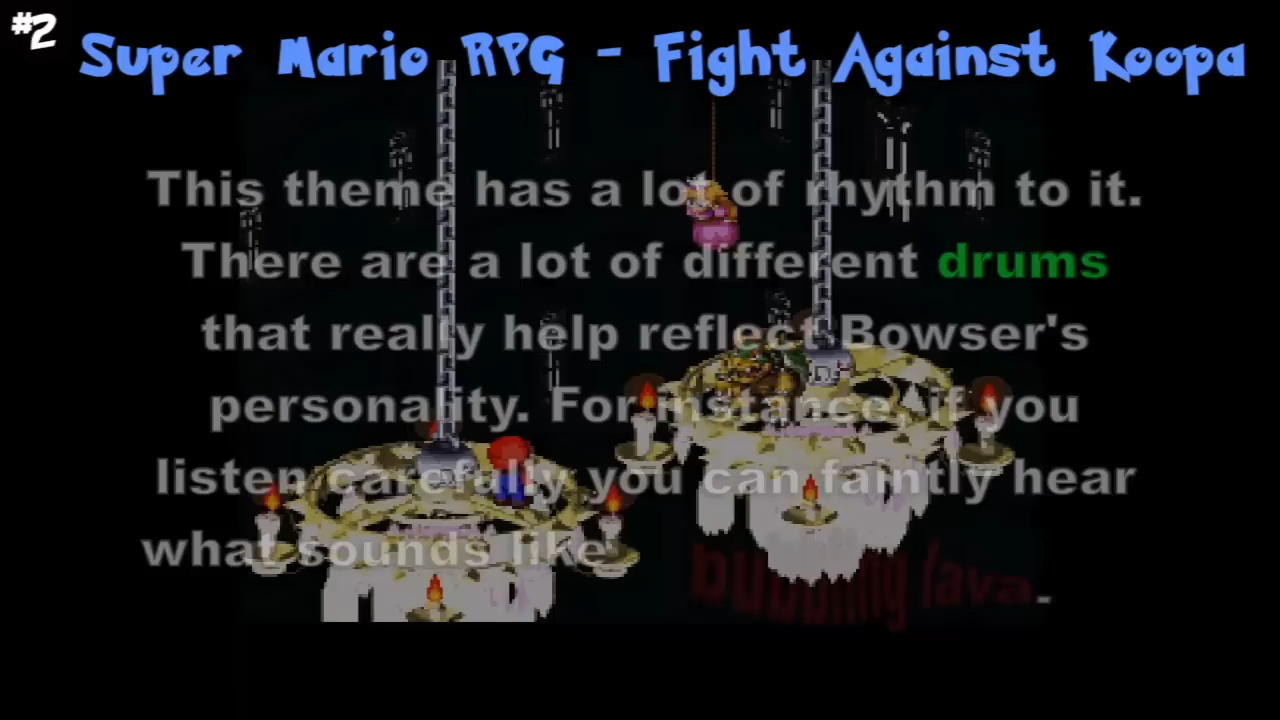 #2
Super Mario RPG - Fight Against Koopa
This theme has a lot of rhythm to it.
There are a lot of different drums
that really help reflect Bowser's
personality. For instance, if you
listen carefully you can faintly hear
what sounds like bubbling lava.